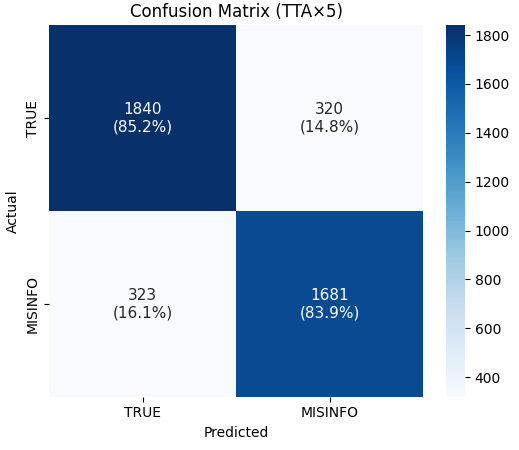 Confusion Matrix (TTA×5)
Actual
TRUE
1840
(85.2%)
320
(14.8%)
MISINFO
323
(16.1%)
1681
(83.9%)
TRUE
MISINFO
Predicted
1800
1600
1400
1200
1000
800
600
400